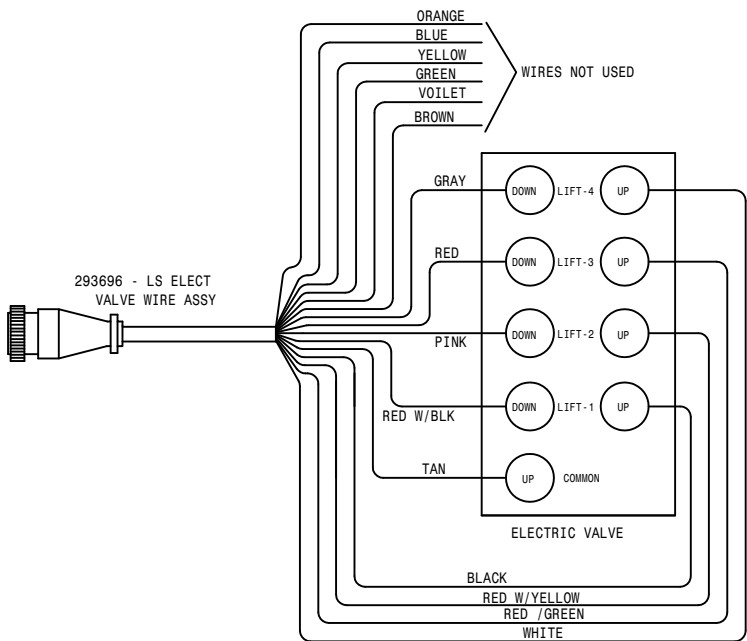 ORANGE
BLUE
YELLOW
GREEN
VOILET
BROWN
WIRES NOT USED
GRAY
DOWN LIFT-4 UP
RED
DOWN LIFT-3 UP
293696 - LS ELECT
VALVE WIRE ASSY
DOWN LIFT-2 UP
PINK
DOWN LIFT-1 UP
RED W/BLK
TAN
UP COMMON
ELECTRIC VALVE
BLACK
RED W/YELLOW
RED /GREEN
WHITE